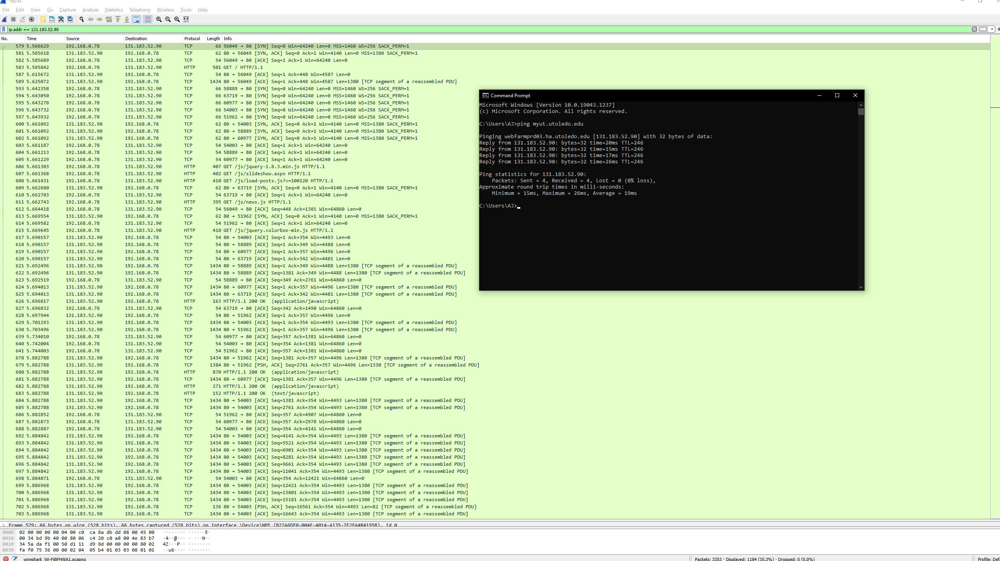 *Wi-Fi
File Edit View Go Capture Analyze Statistics Telephony Wireless Tools Help
ip.addr == 131.183.52.90
No. Time Source Destination Protocol Length Info
579 5.566629 192.168.0.78 131.183.52.90 TCP 66 56049 → 80 [SYN] Seq=0 Win=64240 Len=0 MSS=1460 WS=256 SACK_PERM=1
581 5.585618 131.183.52.90 192.168.0.78 TCP 62 80 → 56049 [SYN, ACK] Seq=0 Ack=1 Win=4140 Len=0 MSS=1380 SACK_PERM=1
582 5.585689 192.168.0.78 131.183.52.90 TCP 54 56049 → 80 [ACK] Seq=1 Ack=1 Win=64240 Len=0
583 5.585842 192.168.0.78 131.183.52.90 HTTP 501 GET / HTTP/1.1
587 5.615672 131.183.52.90 192.168.0.78 TCP 54 80 → 56049 [ACK] Seq=1 Ack=448 Win=4587 Len=0
589 5.625072 131.183.52.90 192.168.0.78 TCP 1434 80 → 56049 [ACK] Seq=1 Ack=448 Win=4587 Len=1380 [TCP segment of a reassembled PDU]
593 5.642358 192.168.0.78 131.183.52.90 TCP 66 58889 → 80 [SYN] Seq=0 Win=64240 Len=0 MSS=1460 WS=256 SACK_PERM=1
594 5.643050 192.168.0.78 131.183.52.90 TCP 66 63719 → 80 [SYN] Seq=0 Win=64240 Len=0 MSS=1460 WS=256 SACK_PERM=1
595 5.643278 192.168.0.78 131.183.52.90 TCP 66 60977 → 80 [SYN] Seq=0 Win=64240 Len=0 MSS=1460 WS=256 SACK_PERM=1
596 5.643732 192.168.0.78 131.183.52.90 TCP 66 54003 → 80 [SYN] Seq=0 Win=64240 Len=0 MSS=1460 WS=256 SACK_PERM=1
597 5.643932 192.168.0.78 131.183.52.90 TCP 66 51962 → 80 [SYN] Seq=0 Win=64240 Len=0 MSS=1460 WS=256 SACK_PERM=1
600 5.661092 131.183.52.90 192.168.0.78 TCP 62 80 → 54003 [SYN, ACK] Seq=0 Ack=1 Win=4140 Len=0 MSS=1380 SACK_PERM=1
601 5.661092 131.183.52.90 192.168.0.78 TCP 62 80 → 58889 [SYN, ACK] Seq=0 Ack=1 Win=4140 Len=0 MSS=1380 SACK_PERM=1
602 5.661092 131.183.52.90 192.168.0.78 TCP 62 80 → 60977 [SYN, ACK] Seq=0 Ack=1 Win=4140 Len=0 MSS=1380 SACK_PERM=1
603 5.661187 192.168.0.78 131.183.52.90 TCP 54 54003 → 80 [ACK] Seq=1 Ack=1 Win=64240 Len=0
604 5.661213 192.168.0.78 131.183.52.90 TCP 54 58889 → 80 [ACK] Seq=1 Ack=1 Win=64240 Len=0
605 5.661229 192.168.0.78 131.183.52.90 TCP 54 60977 → 80 [ACK] Seq=1 Ack=1 Win=64240 Len=0
606 5.661303 192.168.0.78 131.183.52.90 HTTP 407 GET /js/jquery-1.8.3.min.js HTTP/1.1
607 5.661368 192.168.0.78 131.183.52.90 HTTP 402 GET /js/slideshow.aspx HTTP/1.1
608 5.661431 192.168.0.78 131.183.52.90 HTTP 410 GET /js/load-posts.js?v=100120 HTTP/1.1
609 5.662680 131.183.52.90 192.168.0.78 TCP 62 80 → 63719 [SYN, ACK] Seq=0 Ack=1 Win=4140 Len=0 MSS=1380 SACK_PERM=1
610 5.662703 192.168.0.78 131.183.52.90 TCP 54 63719 → 80 [ACK] Seq=1 Ack=1 Win=64240 Len=0
611 5.662743 192.168.0.78 131.183.52.90 HTTP 395 GET /js/news.js HTTP/1.1
612 5.664418 192.168.0.78 131.183.52.90 TCP 54 56049 → 80 [ACK] Seq=448 Ack=1381 Win=64860 Len=0
613 5.669554 131.183.52.90 192.168.0.78 TCP 62 80 → 51962 [SYN, ACK] Seq=0 Ack=1 Win=4140 Len=0 MSS=1380 SACK_PERM=1
614 5.669582 192.168.0.78 131.183.52.90 TCP 54 51962 → 80 [ACK] Seq=1 Ack=1 Win=64240 Len=0
615 5.669645 192.168.0.78 131.183.52.90 HTTP 410 GET /js/jquery.colorbox-min.js HTTP/1.1
617 5.690157 131.183.52.90 192.168.0.78 TCP 54 80 → 54003 [ACK] Seq=1 Ack=354 Win=4493 Len=0
618 5.690157 131.183.52.90 192.168.0.78 TCP 54 80 → 58889 [ACK] Seq=1 Ack=349 Win=4488 Len=0
619 5.690157 131.183.52.90 192.168.0.78 TCP 54 80 → 60977 [ACK] Seq=1 Ack=357 Win=4496 Len=0
620 5.690157 131.183.52.90 192.168.0.78 TCP 54 80 → 63719 [ACK] Seq=1 Ack=342 Win=4481 Len=0
621 5.692496 131.183.52.90 192.168.0.78 TCP 1434 80 → 58889 [ACK] Seq=1 Ack=349 Win=4488 Len=1380 [TCP segment of a reassembled PDU]
622 5.692496 131.183.52.90 192.168.0.78 TCP 1434 80 → 58889 [ACK] Seq=1381 Ack=349 Win=4488 Len=1380 [TCP segment of a reassembled PDU]
623 5.692519 192.168.0.78 131.183.52.90 TCP 54 58889 → 80 [ACK] Seq=349 Ack=2761 Win=64860 Len=0
624 5.694013 131.183.52.90 192.168.0.78 TCP 1434 80 → 60977 [ACK] Seq=1 Ack=357 Win=4496 Len=1380 [TCP segment of a reassembled PDU]
625 5.694013 131.183.52.90 192.168.0.78 TCP 1434 80 → 63719 [ACK] Seq=1 Ack=342 Win=4481 Len=1380 [TCP segment of a reassembled PDU]
626 5.696817 131.183.52.90 192.168.0.78 HTTP 163 HTTP/1.1 200 OK  (application/javascript)
627 5.696832 192.168.0.78 131.183.52.90 TCP 54 63719 → 80 [ACK] Seq=342 Ack=1490 Win=64860 Len=0
628 5.697944 131.183.52.90 192.168.0.78 TCP 54 80 → 51962 [ACK] Seq=1 Ack=357 Win=4496 Len=0
629 5.701293 131.183.52.90 192.168.0.78 TCP 1434 80 → 54003 [ACK] Seq=1 Ack=354 Win=4493 Len=1380 [TCP segment of a reassembled PDU]
630 5.703496 131.183.52.90 192.168.0.78 TCP 1434 80 → 51962 [ACK] Seq=1 Ack=357 Win=4496 Len=1380 [TCP segment of a reassembled PDU]
639 5.734010 192.168.0.78 131.183.52.90 TCP 54 60977 → 80 [ACK] Seq=357 Ack=1381 Win=64860 Len=0
640 5.742004 192.168.0.78 131.183.52.90 TCP 54 54003 → 80 [ACK] Seq=354 Ack=1381 Win=64860 Len=0
641 5.744003 192.168.0.78 131.183.52.90 TCP 54 51962 → 80 [ACK] Seq=357 Ack=1381 Win=64860 Len=0
678 5.882788 131.183.52.90 192.168.0.78 TCP 1434 80 → 51962 [ACK] Seq=1381 Ack=357 Win=4496 Len=1380 [TCP segment of a reassembled PDU]
679 5.882788 131.183.52.90 192.168.0.78 TCP 1384 80 → 51962 [PSH, ACK] Seq=2761 Ack=357 Win=4496 Len=1330 [TCP segment of a reassembled PDU]
680 5.882788 131.183.52.90 192.168.0.78 HTTP 870 HTTP/1.1 200 OK  (application/javascript)
681 5.882788 131.183.52.90 192.168.0.78 TCP 1434 80 → 60977 [ACK] Seq=1381 Ack=357 Win=4496 Len=1380 [TCP segment of a reassembled PDU]
682 5.882788 131.183.52.90 192.168.0.78 HTTP 271 HTTP/1.1 200 OK  (application/javascript)
683 5.882788 131.183.52.90 192.168.0.78 HTTP 152 HTTP/1.1 200 OK  (text/javascript)
684 5.882788 131.183.52.90 192.168.0.78 TCP 1434 80 → 54003 [ACK] Seq=1381 Ack=354 Win=4493 Len=1380 [TCP segment of a reassembled PDU]
685 5.882788 131.183.52.90 192.168.0.78 TCP 1434 80 → 54003 [ACK] Seq=2761 Ack=354 Win=4493 Len=1380 [TCP segment of a reassembled PDU]
686 5.882852 192.168.0.78 131.183.52.90 TCP 54 51962 → 80 [ACK] Seq=357 Ack=4907 Win=64860 Len=0
687 5.882873 192.168.0.78 131.183.52.90 TCP 54 60977 → 80 [ACK] Seq=357 Ack=2978 Win=64860 Len=0
688 5.882887 192.168.0.78 131.183.52.90 TCP 54 54003 → 80 [ACK] Seq=354 Ack=4141 Win=64860 Len=0
692 5.884842 131.183.52.90 192.168.0.78 TCP 1434 80 → 54003 [ACK] Seq=4141 Ack=354 Win=4493 Len=1380 [TCP segment of a reassembled PDU]
693 5.884842 131.183.52.90 192.168.0.78 TCP 1434 80 → 54003 [ACK] Seq=5521 Ack=354 Win=4493 Len=1380 [TCP segment of a reassembled PDU]
694 5.884842 131.183.52.90 192.168.0.78 TCP 1434 80 → 54003 [ACK] Seq=6901 Ack=354 Win=4493 Len=1380 [TCP segment of a reassembled PDU]
695 5.884842 131.183.52.90 192.168.0.78 TCP 1434 80 → 54003 [ACK] Seq=8281 Ack=354 Win=4493 Len=1380 [TCP segment of a reassembled PDU]
696 5.884842 131.183.52.90 192.168.0.78 TCP 1434 80 → 54003 [ACK] Seq=9661 Ack=354 Win=4493 Len=1380 [TCP segment of a reassembled PDU]
697 5.884842 131.183.52.90 192.168.0.78 TCP 1434 80 → 54003 [ACK] Seq=11041 Ack=354 Win=4493 Len=1380 [TCP segment of a reassembled PDU]
698 5.884871 192.168.0.78 131.183.52.90 TCP 54 54003 → 80 [ACK] Seq=354 Ack=12421 Win=64860 Len=0
699 5.886968 131.183.52.90 192.168.0.78 TCP 1434 80 → 54003 [ACK] Seq=12421 Ack=354 Win=4493 Len=1380 [TCP segment of a reassembled PDU]
700 5.886968 131.183.52.90 192.168.0.78 TCP 1434 80 → 54003 [ACK] Seq=13801 Ack=354 Win=4493 Len=1380 [TCP segment of a reassembled PDU]
701 5.886968 131.183.52.90 192.168.0.78 TCP 1434 80 → 54003 [ACK] Seq=15181 Ack=354 Win=4493 Len=1380 [TCP segment of a reassembled PDU]
702 5.886968 131.183.52.90 192.168.0.78 TCP 136 80 → 54003 [PSH, ACK] Seq=16561 Ack=354 Win=4493 Len=82 [TCP segment of a reassembled PDU]
703 5.886968 131.183.52.90 192.168.0.78 TCP 1434 80 → 54003 [ACK] Seq=16643 Ack=354 Win=4493 Len=1380 [TCP segment of a reassembled PDU]
Command Prompt
Microsoft Windows [Version 10.0.19043.1237]
(c) Microsoft Corporation. All rights reserved.
C:\Users\AJ>ping myut.utoledo.edu
Pinging webfarmprd03.ha.utoledo.edu [131.183.52.90] with 32 bytes of data:
Reply from 131.183.52.90: bytes=32 time=20ms TTL=246
Reply from 131.183.52.90: bytes=32 time=15ms TTL=246
Reply from 131.183.52.90: bytes=32 time=17ms TTL=246
Reply from 131.183.52.90: bytes=32 time=26ms TTL=246
Ping statistics for 131.183.52.90:
Packets: Sent = 4, Received = 4, Lost = 0 (0% loss),
Approximate round trip times in milli-seconds:
Minimum = 15ms, Maximum = 26ms, Average = 19ms
C:\Users\AJ>
Frame 579: 66 bytes on wire (528 bits), 66 bytes captured (528 bits) on interface \Device\NPF_{B22A6DF0-004F-4014-A135-7F2FA4B4195B}, id 0
0000 02 00 00 00 00 04 00 c0 ca 8a db dd 08 00 45 00 ········ ······E·
0010 00 34 bd 9b 40 00 80 06 c4 20 c0 a8 00 4e 83 b7 ·4··@··· · ···N··
0020 34 5a da f1 00 50 d1 11 d9 8d 00 00 00 00 80 02 4Z···P·· ········
0030 fa f0 75 36 00 00 02 04 05 b4 01 03 03 08 01 01 ··u6···· ········
wireshark_Wi-FiBFHWA1.pcapng
Packets: 3353 · Displayed: 1184 (35.3%) · Dropped: 0 (0.0%)
Profile: